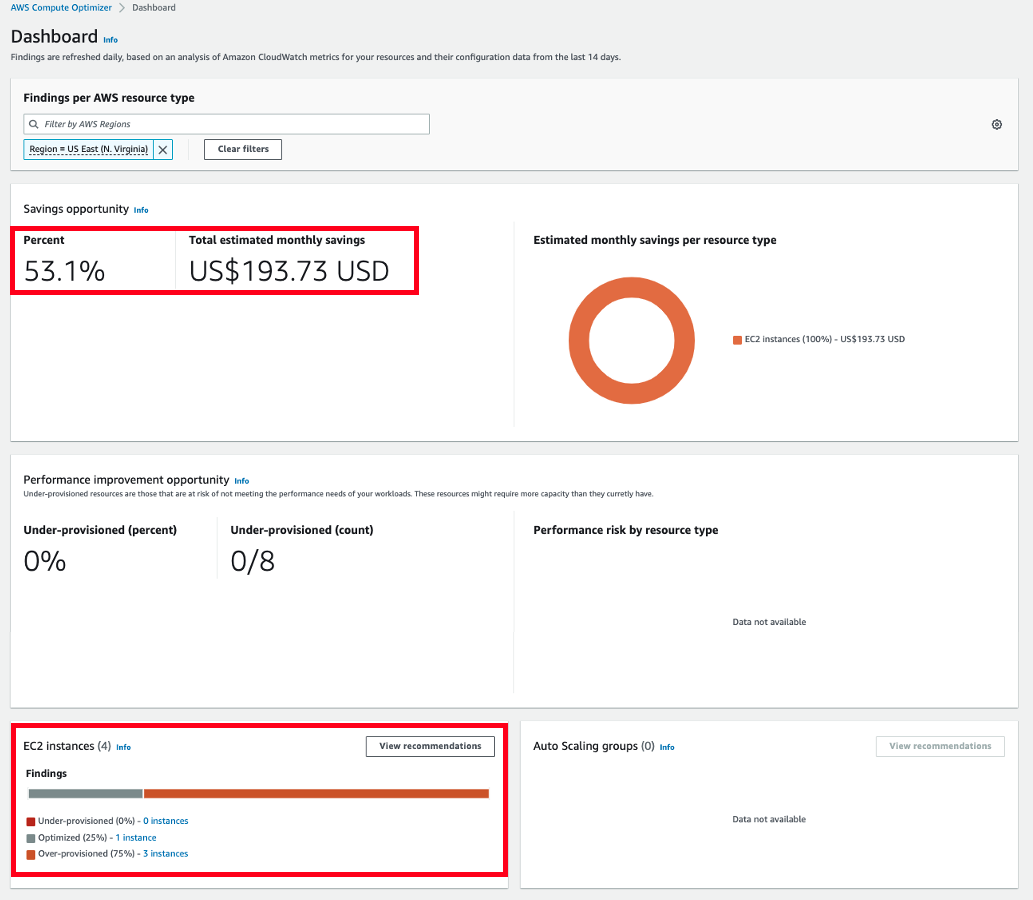 AWS Compute Optimizer > Dashboard
Dashboard Info
Findings are refreshed daily, based on an analysis of Amazon CloudWatch metrics for your resources and their configuration data from the last 14 days.
Findings per AWS resource type
Filter by AWS Regions
Region = US East (N. Virginia)
Clear filters
Savings opportunity Info
Percent
53.1%
Total estimated monthly savings
US$193.73 USD
Estimated monthly savings per resource type
EC2 instances (100%) - US$193.73 USD
Performance improvement opportunity Info
Under-provisioned resources are those that are at risk of not meeting the performance needs of your workloads. These resources might require more capacity than they curretly have.
Under-provisioned (percent)
0%
Under-provisioned (count)
0/8
Performance risk by resource type
Data not available
EC2 instances (4) Info
View recommendations
Findings
Under-provisioned (0%) - 0 instances
Optimized (25%) - 1 instance
Over-provisioned (75%) - 3 instances
Auto Scaling groups (0) Info
View recommendations
Data not available